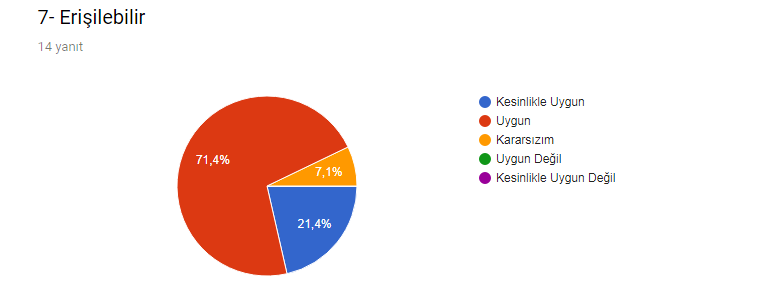 7- Erişilebilir
14 yanıt
71,4%
7,1%
21,4%
Kesinlikle Uygun
Uygun
Kararsızım
Uygun Değil
Kesinlikle Uygun Değil